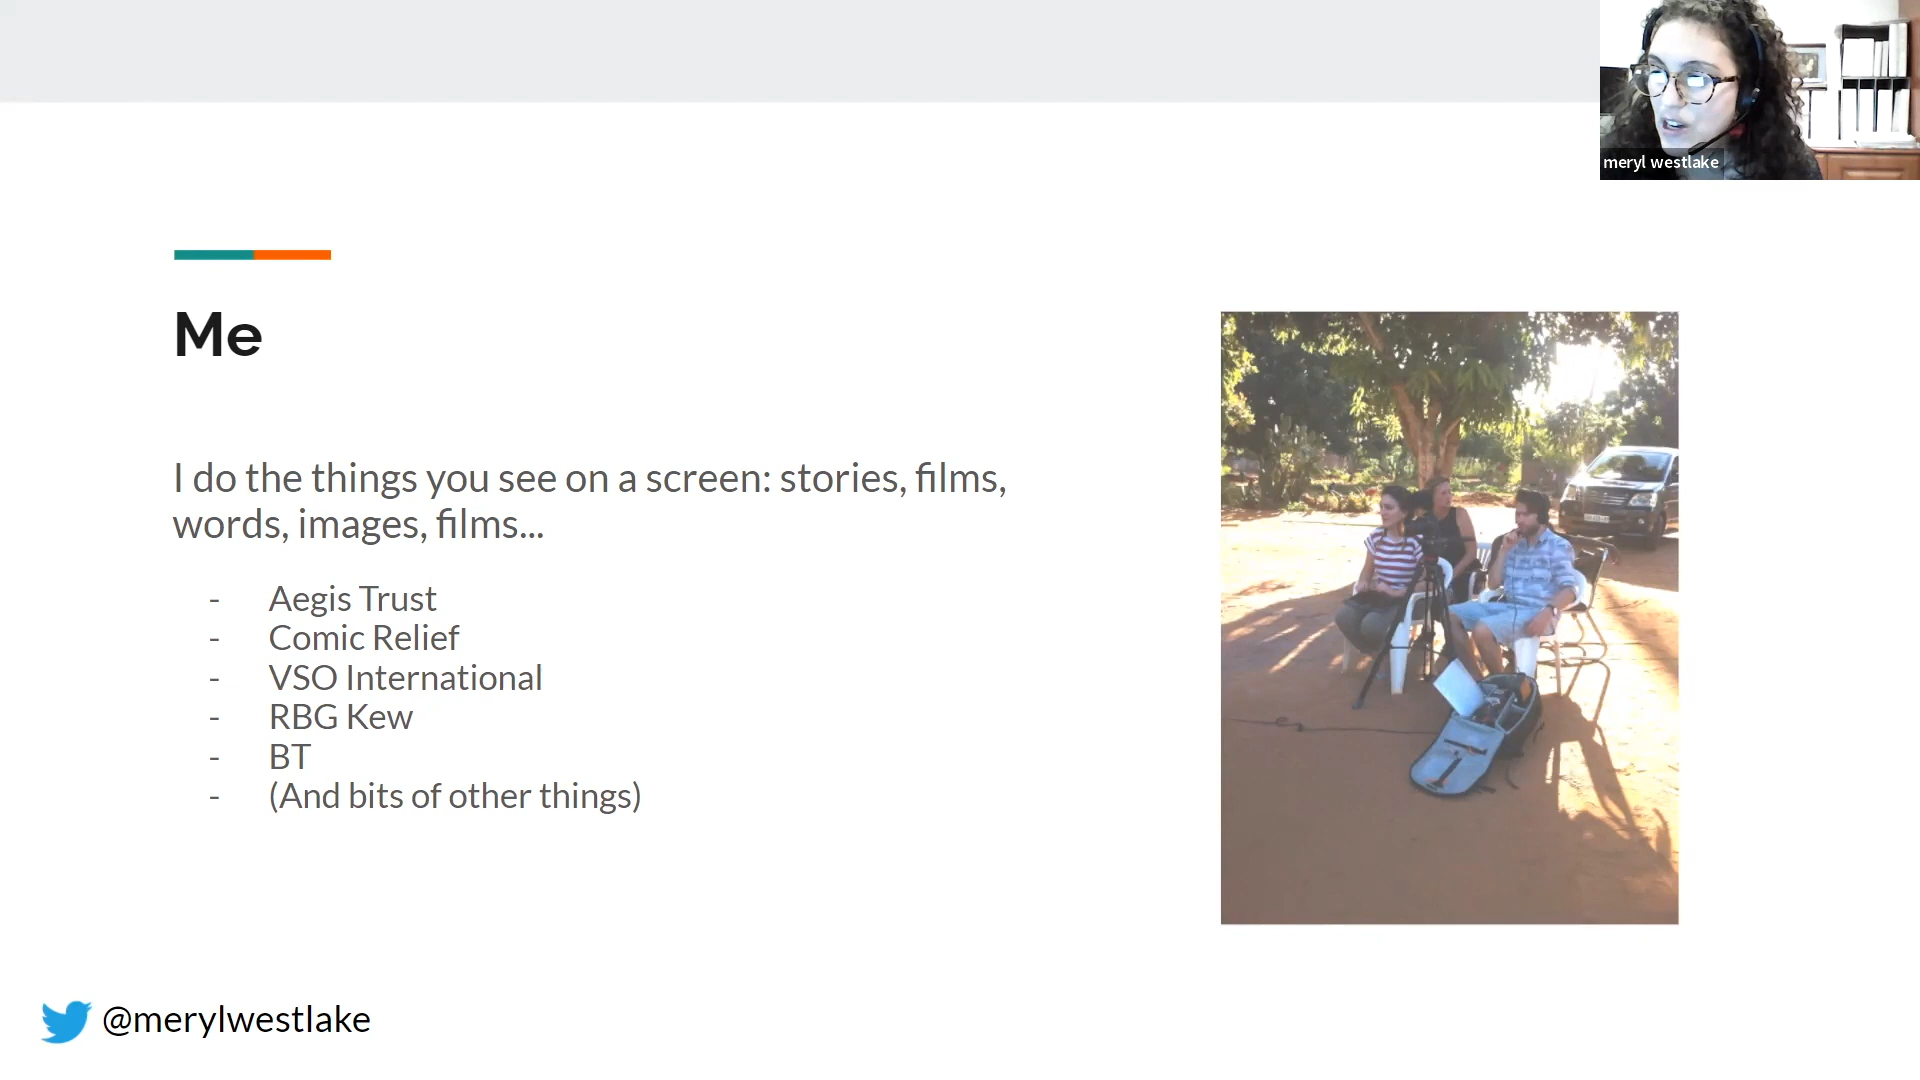 meryl westlake
Me
I do the things you see on a screen: stories, films,
words, images, films...
- Aegis Trust
- Comic Relief
- VSO International
- RBG Kew
- BT
- (And bits of other things)
@merylwestlake